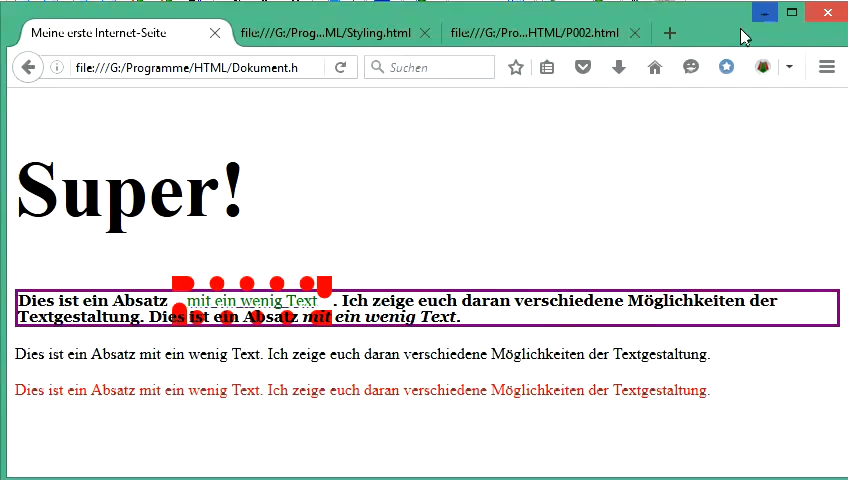 Meine erste Internet-Seite
file:///G:/Prog...ML/Styling.html
file:///G:/Pro...HTML/P002.html
file:///G:/Programme/HTML/Dokument.h
Suchen
Super!
Dies ist ein Absatz mit ein wenig Text . Ich zeige euch daran verschiedene Möglichkeiten der
Textgestaltung. Dies ist ein Absatz mit ein wenig Text.
Dies ist ein Absatz mit ein wenig Text. Ich zeige euch daran verschiedene Möglichkeiten der Textgestaltung.
Dies ist ein Absatz mit ein wenig Text. Ich zeige euch daran verschiedene Möglichkeiten der Textgestaltung.